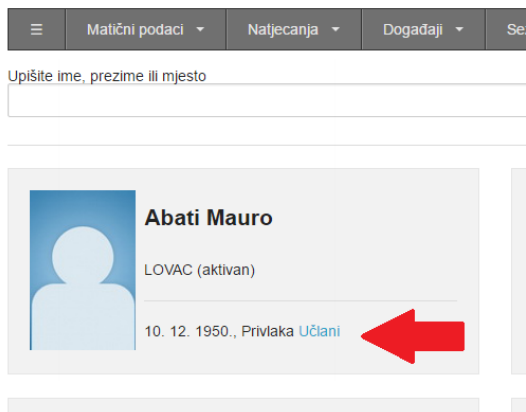 ☰ Matični podaci Natjecanja Događaji
Upišite ime, prezime ili mjesto
Abati Mauro
LOVAC (aktivan)
10. 12. 1950., Privlaka Učlani